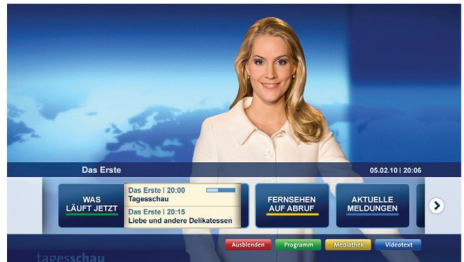 Das Erste 05.02.10 | 20:06
WAS
LÄUFT JETZT
Das Erste | 20:00
Tagesschau
Das Erste | 20:15
Liebe und andere Delikatessen
FERNSEHEN
AUF ABRUF
AKTUELLE
MELDUNGEN
Ausblenden Programm Mediathek Videotext
tagesschau